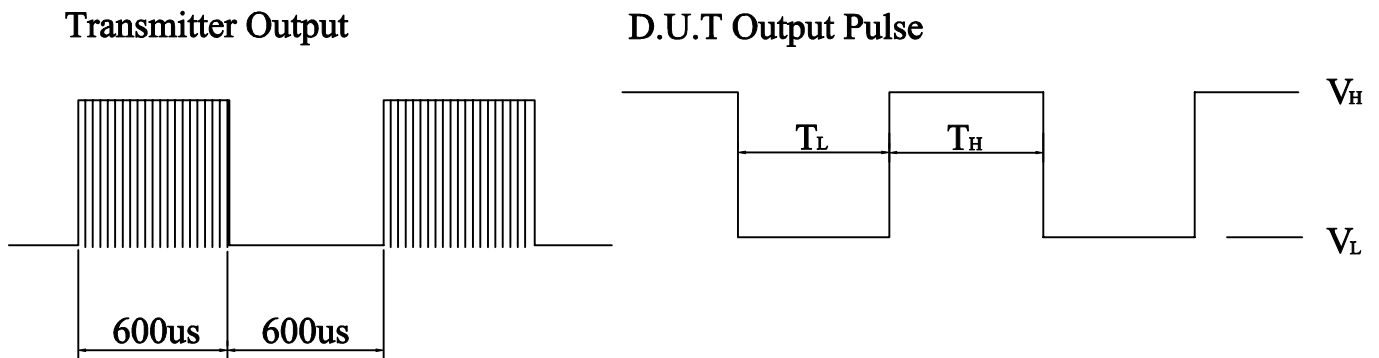 Transmitter Output
600us
600us
D.U.T Output Pulse
TL
TH
VH
VL